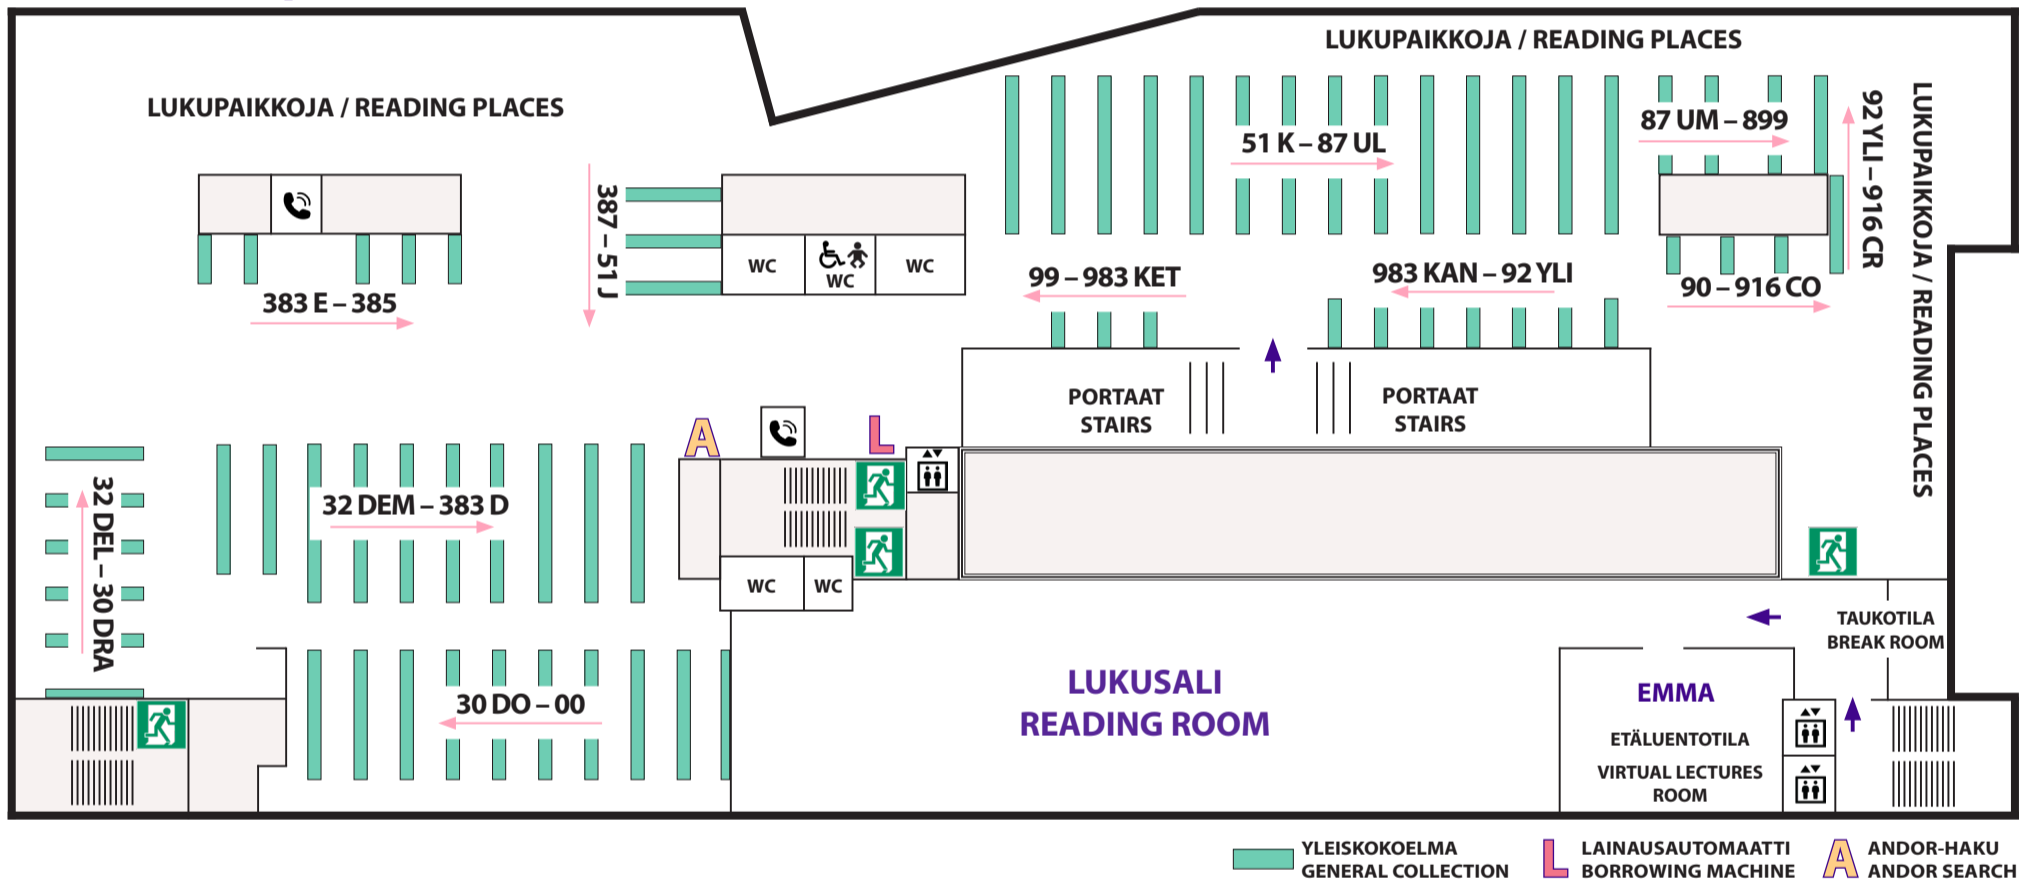 LUKUPAIKKOJA / READING PLACES
LUKUPAIKKOJA / READING PLACES
LUKUPAIKKOJA / READING PLACES
51 K – 87 UL
87 UM – 899
92 YLI – 916 CR
387 – 51 J
WC
WC
WC
99 – 983 KET
983 KAN – 92 YLI
90 – 916 CO
383 E – 385
PORTAAT
STAIRS
PORTAAT
STAIRS
A
L
32 DEL – 30 DRA
32 DEM – 383 D
WC
WC
30 DO – 00
LUKUSALI
READING ROOM
TAUKOTILA
BREAK ROOM
EMMA
ETÄLUENTOTILA
VIRTUAL LECTURES
ROOM
YLEISKOKOELMA
GENERAL COLLECTION
L
LAINAUSAUTOMAATTI
BORROWING MACHINE
A
ANDOR-HAKU
ANDOR SEARCH